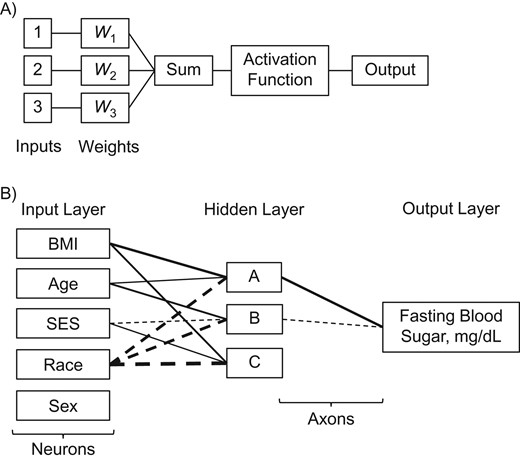 A)
1 W1
2 W2 Sum Activation Function Output
3 W3
Inputs Weights
B)
Input Layer Hidden Layer Output Layer
BMI
Age A
SES B Fasting Blood Sugar, mg/dL
Race C
Sex
Neurons Axons